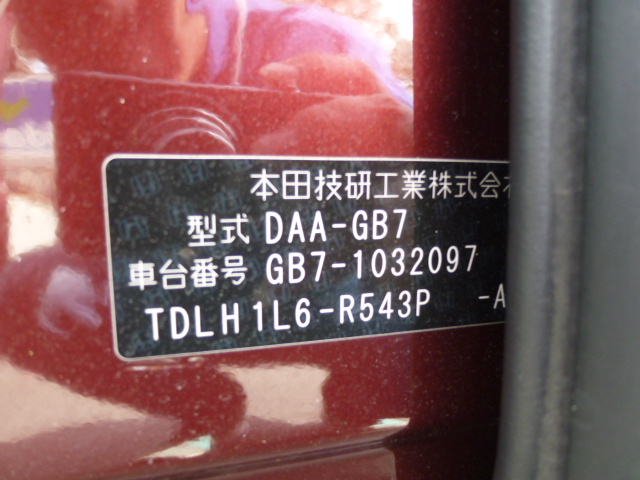 本田技研工業株式会
型式 DAA-GB7
車台番号 GB7-1032097
TDLH1L6-R543P -A